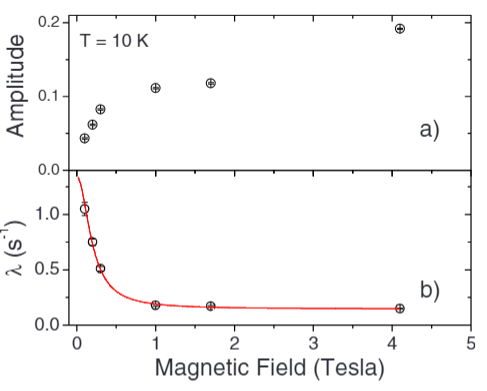 0.2
T = 10 K
0.1
Amplitude
a)
0.0
1.0
λ (s⁻¹)
0.5
b)
0.0
0 1 2 3 4 5
Magnetic Field (Tesla)